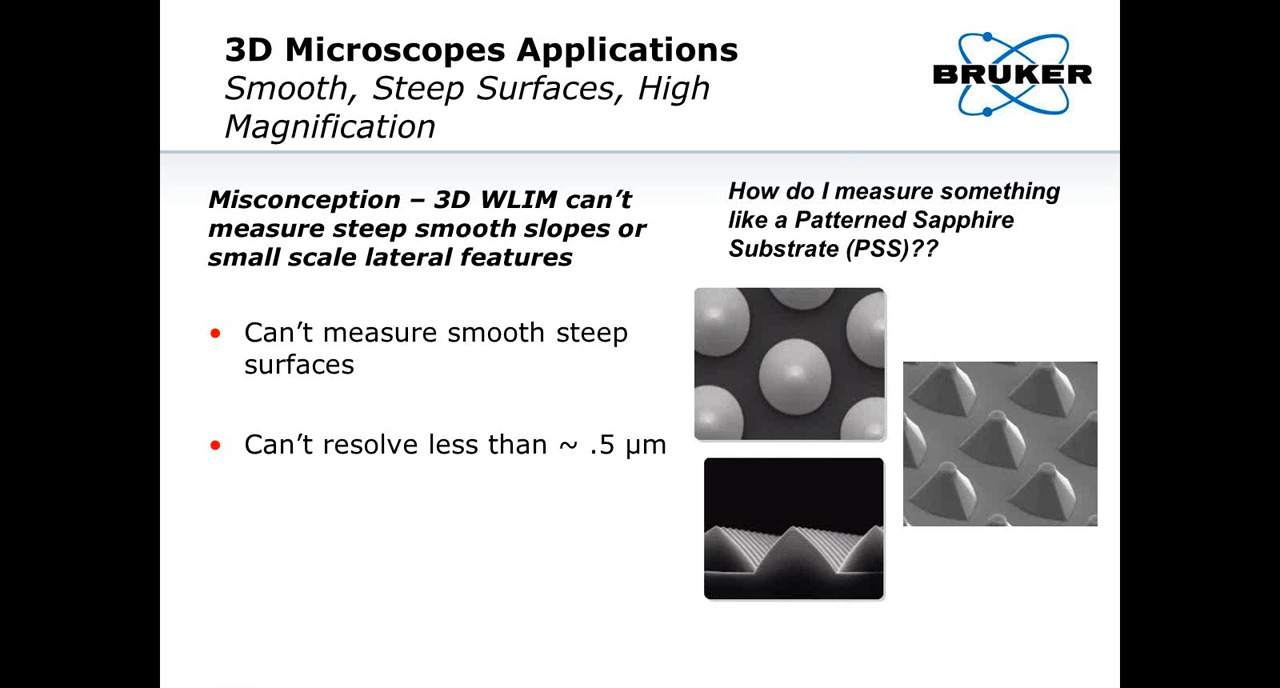 3D Microscopes Applications
Smooth, Steep Surfaces, High
Magnification
BRUKER
Misconception – 3D WLIM can’t
measure steep smooth slopes or
small scale lateral features
• Can’t measure smooth steep
surfaces
• Can’t resolve less than ~ .5 µm
How do I measure something
like a Patterned Sapphire
Substrate (PSS)??